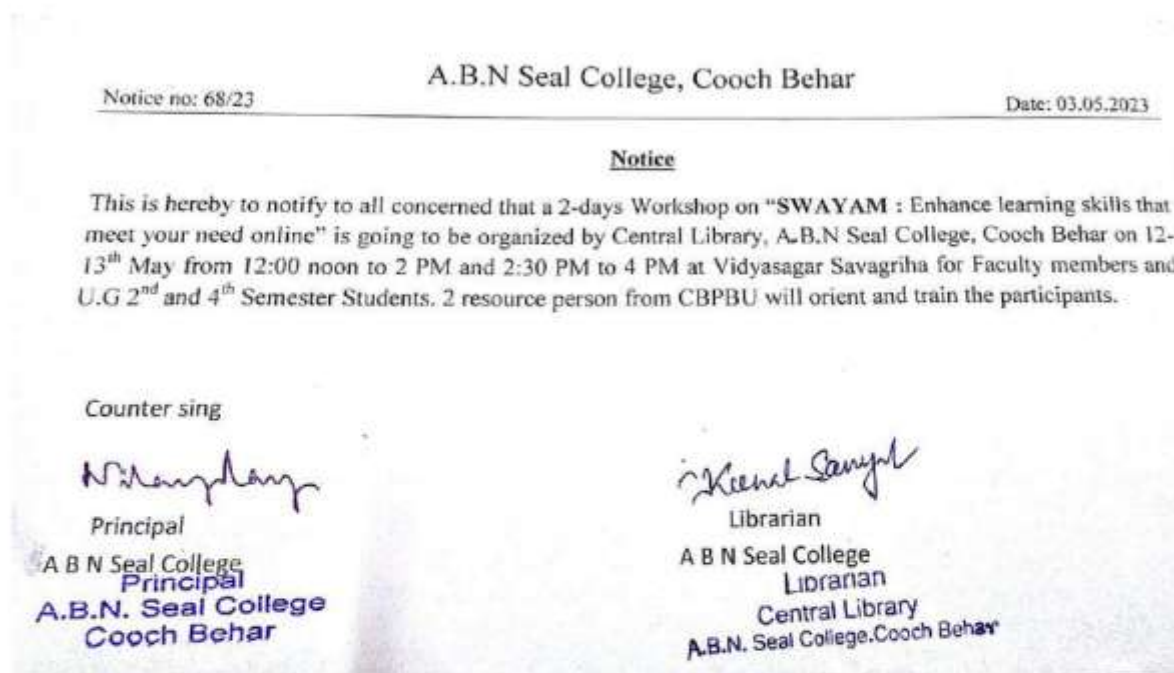 A.B.N Seal College, Cooch Behar
Notice no: 68/23
Date: 03.05.2023
Notice
This is hereby to notify to all concerned that a 2-days Workshop on “SWAYAM : Enhance learning skills that
meet your need online” is going to be organized by Central Library, A.B.N Seal College, Cooch Behar on 12-
13th May from 12:00 noon to 2 PM and 2:30 PM to 4 PM at Vidyasagar Savagriha for Faculty members and
U.G 2nd and 4th Semester Students. 2 resource person from CBPBU will orient and train the participants.
Counter sing
Principal
A B N Seal College
Principal
A.B.N. Seal College
Cooch Behar
Librarian
A B N Seal College
Librarian
Central Library
A.B.N. Seal College.Cooch Behar